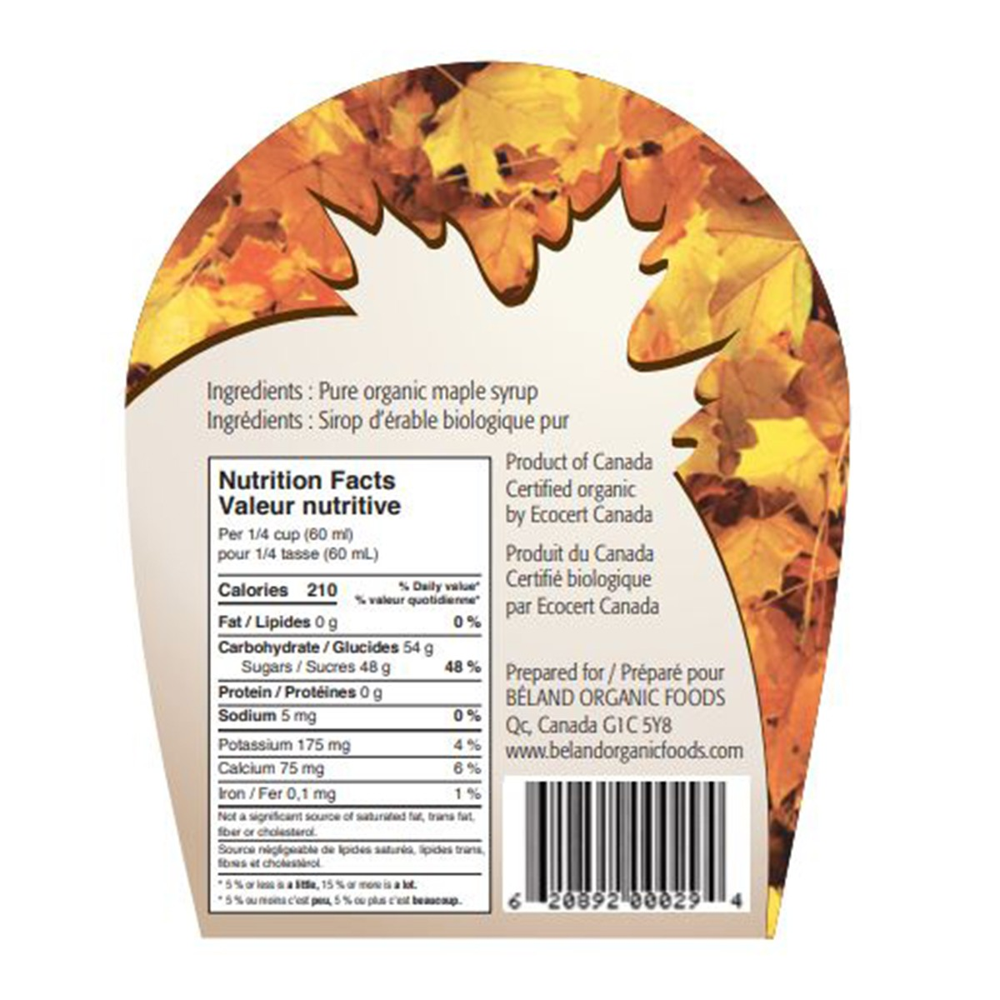 Ingredients : Pure organic maple syrup
Ingrédients : Sirop d'érable biologique pur
Nutrition Facts
Valeur nutritive
Per 1/4 cup (60 ml)
pour 1/4 tasse (60 mL)
Calories 210
% Daily value*
% valeur quotidienne*
Fat / Lipides 0 g 0 %
Carbohydrate / Glucides 54 g
Sugars / Sucres 48 g 48 %
Protein / Protéines 0 g
Sodium 5 mg 0 %
Potassium 175 mg 4 %
Calcium 75 mg 6 %
Iron / Fer 0,1 mg 1 %
Not a significant source of saturated fat, trans fat,
fiber or cholesterol.
Source négligeable de lipides saturés, lipides trans,
fibres et cholestérol.
* 5 % or less is a little, 15 % or more is a lot.
* 5 % ou moins c'est peu, 5 % ou plus c'est beaucoup.
Product of Canada
Certified organic
by Ecocert Canada
Produit du Canada
Certifié biologique
par Ecocert Canada
Prepared for / Préparé pour
BÉLAND ORGANIC FOODS
Qc, Canada G1C 5Y8
www.belandorganicfoods.com
6 20892 00029 4